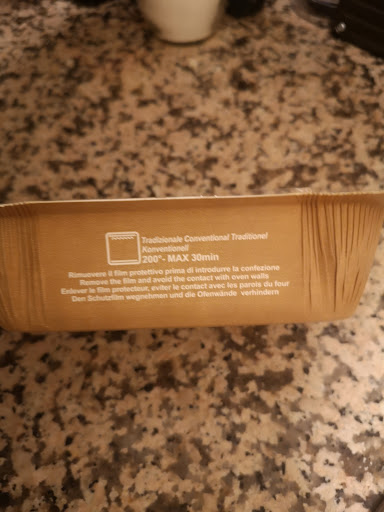 Tradizionale Conventional Traditionel
Konventionell
200°- MAX 30min
Rimuovere il film protettivo prima di introdurre la confezione
Remove the film and avoid the contact with even walls
Enlever le film protecteur, eviter le contact avec les parois du four
Den Schutzfilm wegnehmen und die Ofenwände verhindern